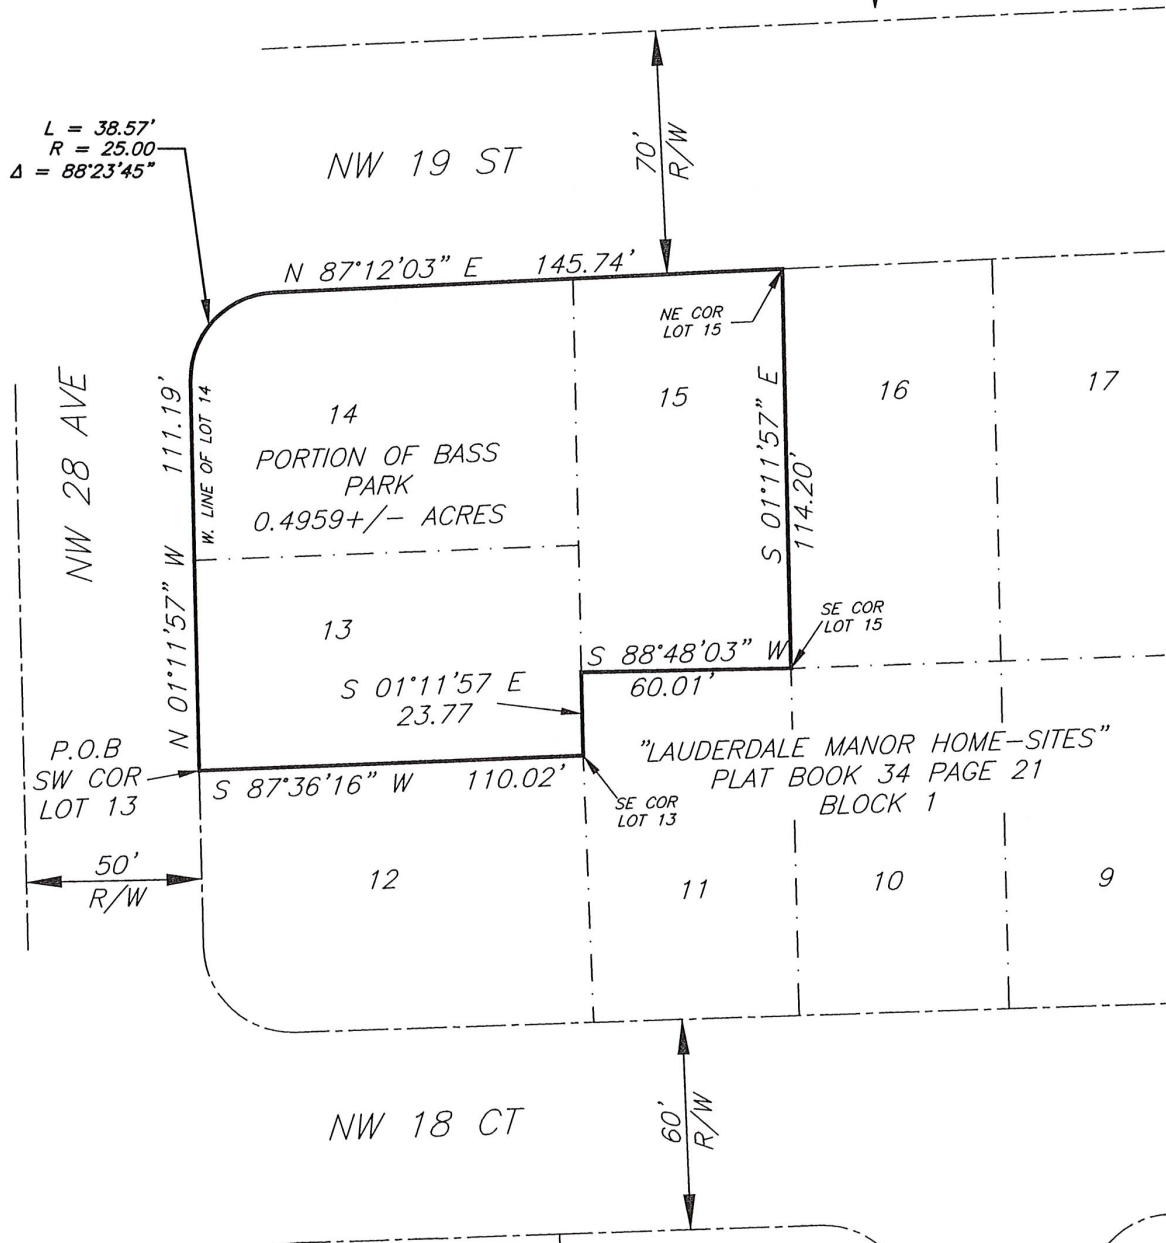 L = 38.57'
R = 25.00
Δ = 88°23'45"
NW 19 ST
70'
R/W
N 87°12'03" E 145.74'
NE COR
LOT 15
NW 28 AVE
N 01°11'57" W 111.19'
W. LINE OF LOT 14
14
PORTION OF BASS
PARK
0.4959+/- ACRES
15
S 01°11'57" E
114.20'
16
17
13
SE COR
LOT 15
S 88°48'03" W
60.01'
S 01°11'57 E
23.77
P.O.B
SW COR
LOT 13
S 87°36'16" W 110.02'
SE COR
LOT 13
"LAUDERDALE MANOR HOME-SITES"
PLAT BOOK 34 PAGE 21
BLOCK 1
50'
R/W
12
11
10
9
NW 18 CT
60'
R/W